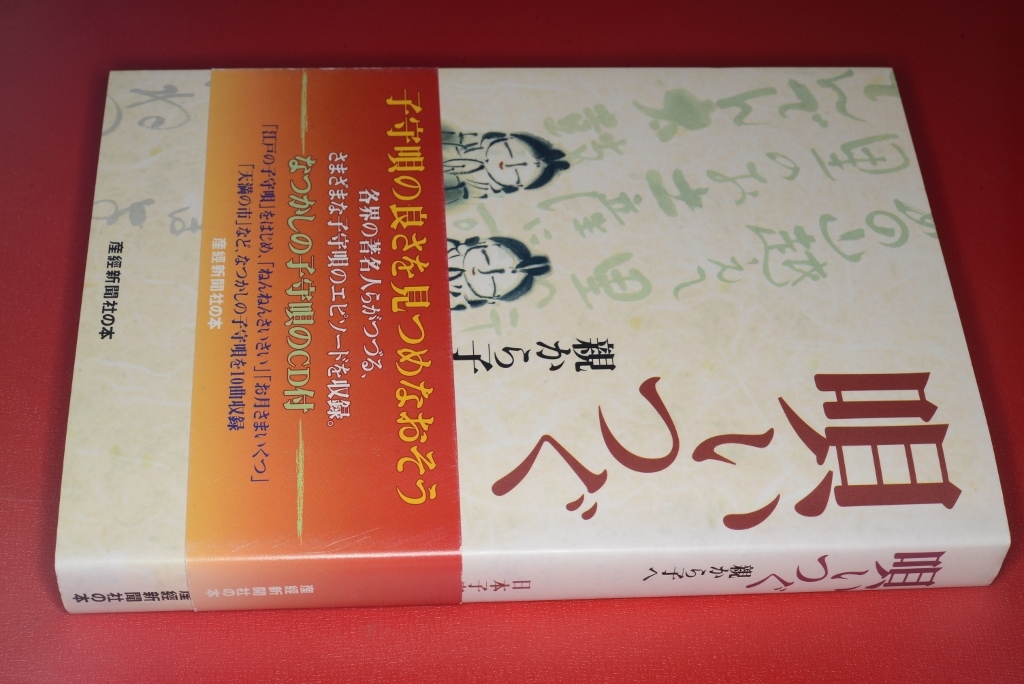 唄い
つぐ
親から子
子守唄の良さを見つめなおそう
各界の著名人らがつづる、
さまざまな子守唄のエピソードを収録。
なつかしの子守唄のCD付
「江戸の子守唄」をはじめ、「ねんねんさいさい」「お月さまいくつ」
「天満の市」など、なつかしの子守唄を10曲収録
産經新聞社の本
産經新聞社の本
唄いつぐ
親から子へ
日本子
産經新聞社の本
産經新聞社の本